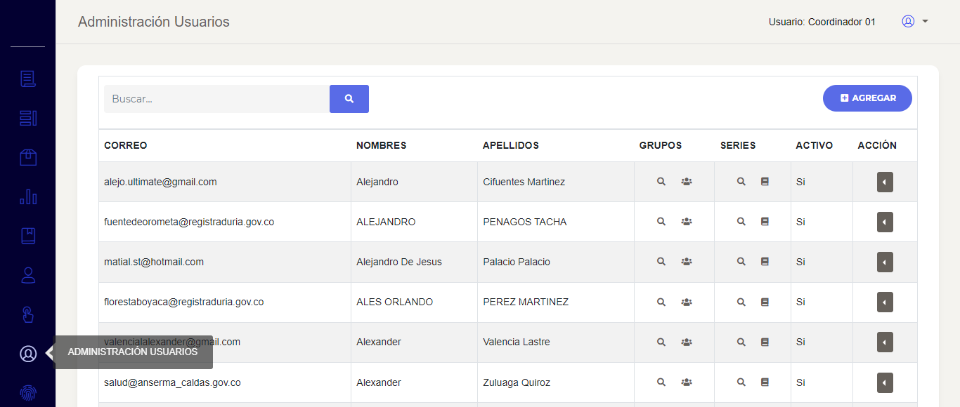 Administración Usuarios
Usuario: Coordinador 01
Buscar...
AGREGAR
CORREO NOMBRES APELLIDOS GRUPOS SERIES ACTIVO ACCIÓN
alejo.ultimate@gmail.com Alejandro Cifuentes Martinez Si
fuentedeorometa@registraduria.gov.co ALEJANDRO PENAGOS TACHA Si
matial.st@hotmail.com Alejandro De Jesus Palacio Palacio Si
florestaboyaca@registraduria.gov.co ALES ORLANDO PEREZ MARTINEZ Si
valencialalexander@gmail.com Alexander Valencia Lastre Si
ADMINISTRACIÓN USUARIOS
salud@anserma_caldas.gov.co Alexander Zuluaga Quiroz Si